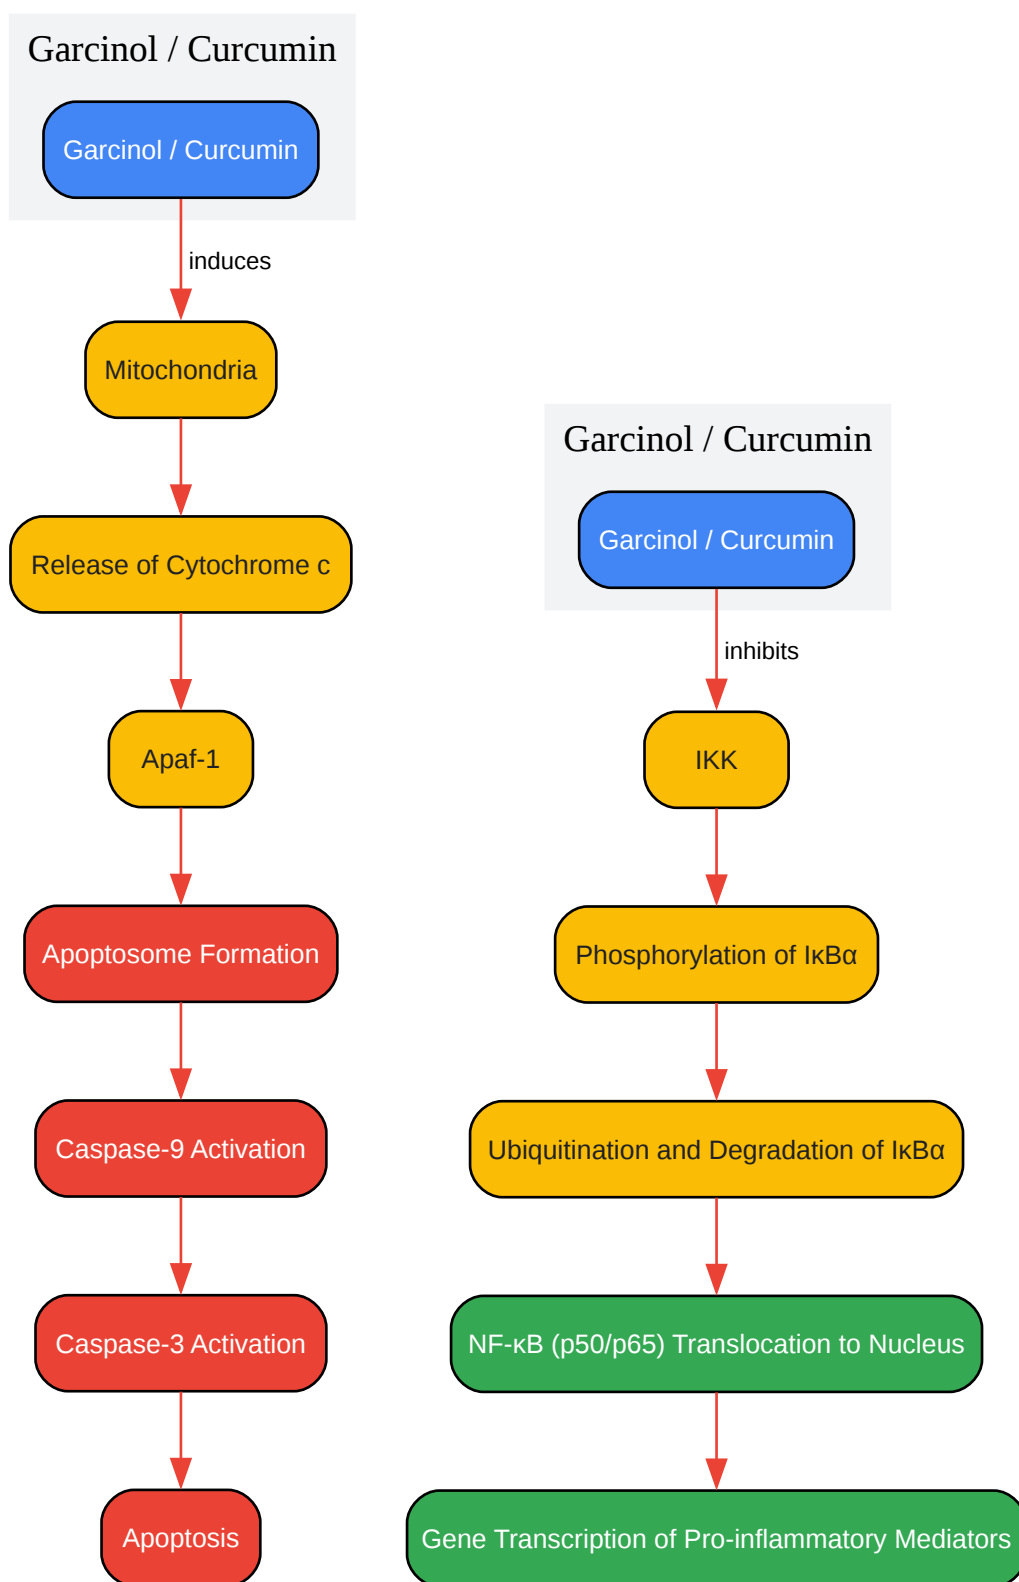 Garcinol / Curcumin
Garcinol / Curcumin
induces
Mitochondria
Release of Cytochrome c
Apaf-1
Apoptosome Formation
Caspase-9 Activation
Caspase-3 Activation
Apoptosis
Garcinol / Curcumin
Garcinol / Curcumin
inhibits
IKK
Phosphorylation of IκBα
Ubiquitination and Degradation of IκBα
NF-κB (p50/p65) Translocation to Nucleus
Gene Transcription of Pro-inflammatory Mediators